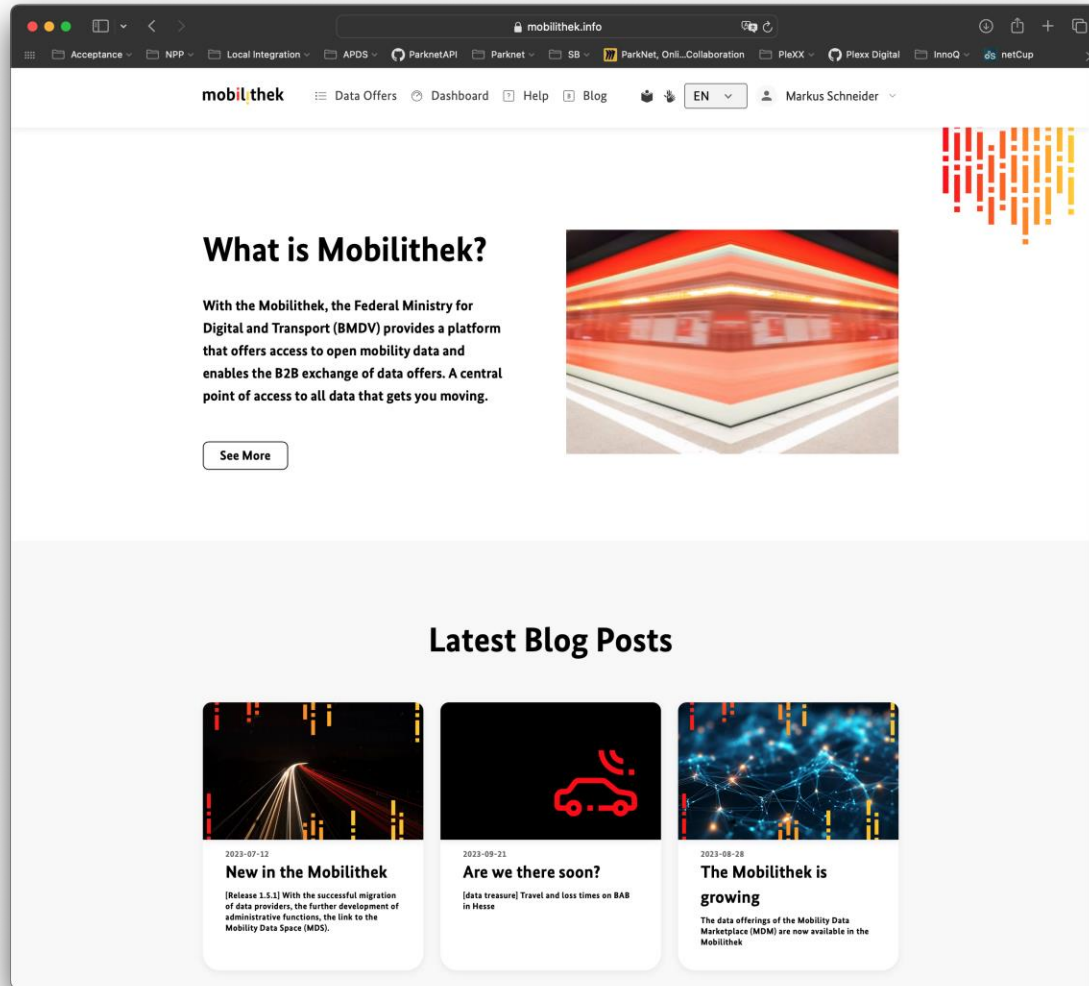 mobilithek.info
Acceptance NPP Local Integration APDS ParknetAPI Parknet SB ParkNet, Onli...Collaboration PleXX Plexx Digital InnoQ netCup
mobilithek Data Offers Dashboard Help Blog EN Markus Schneider
What is Mobilithek?
With the Mobilithek, the Federal Ministry for
Digital and Transport (BMDV) provides a platform
that offers access to open mobility data and
enables the B2B exchange of data offers. A central
point of access to all data that gets you moving.
See More
Latest Blog Posts
2023-07-12
New in the Mobilithek
[Release 1.5.1] With the successful migration
of data providers, the further development of
administrative functions, the link to the
Mobility Data Space (MDS).
2023-09-21
Are we there soon?
[data treasure] Travel and loss times on BAB
in Hesse
2023-08-28
The Mobilithek is
growing
The data offerings of the Mobility Data
Marketplace (MDM) are now available in the
Mobilithek